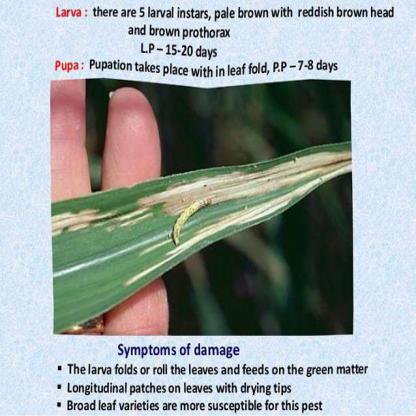 Larva : there are 5 larval instars, pale brown with reddish brown head
and brown prothorax
L.P – 15-20 days
Pupa : Pupation takes place with in leaf fold, P.P – 7-8 days
Symptoms of damage
▪ The larva folds or roll the leaves and feeds on the green matter
▪ Longitudinal patches on leaves with drying tips
▪ Broad leaf varieties are more susceptible for this pest